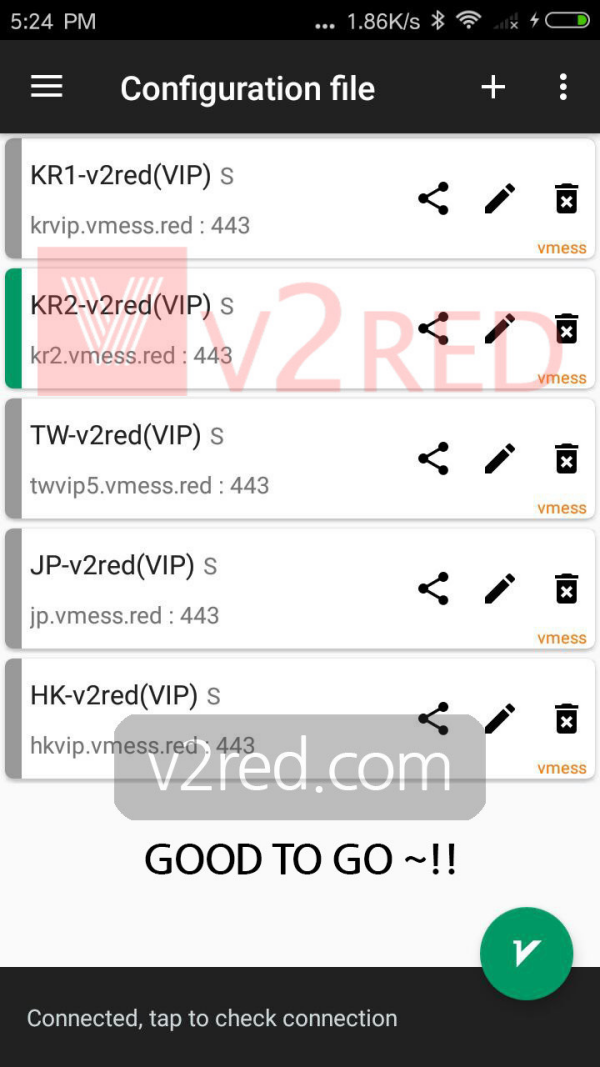 5:24 PM
... 1.86K/s
Configuration file
KR1-v2red(VIP) S
krvip.vmess.red : 443
vmess
KR2-v2red(VIP) S
kr2.vmess.red : 443
vmess
V2RED
TW-v2red(VIP) S
twvip5.vmess.red : 443
vmess
JP-v2red(VIP) S
jp.vmess.red : 443
vmess
HK-v2red(VIP) S
hkvip.vmess.red : 443
vmess
v2red.com
GOOD TO GO ~!!
Connected, tap to check connection